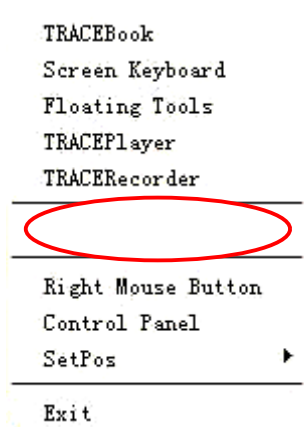 TRACEBook
Screen Keyboard
Floating Tools
TRACEPlayer
TRACERecorder
Right Mouse Button
Control Panel
SetPos
Exit